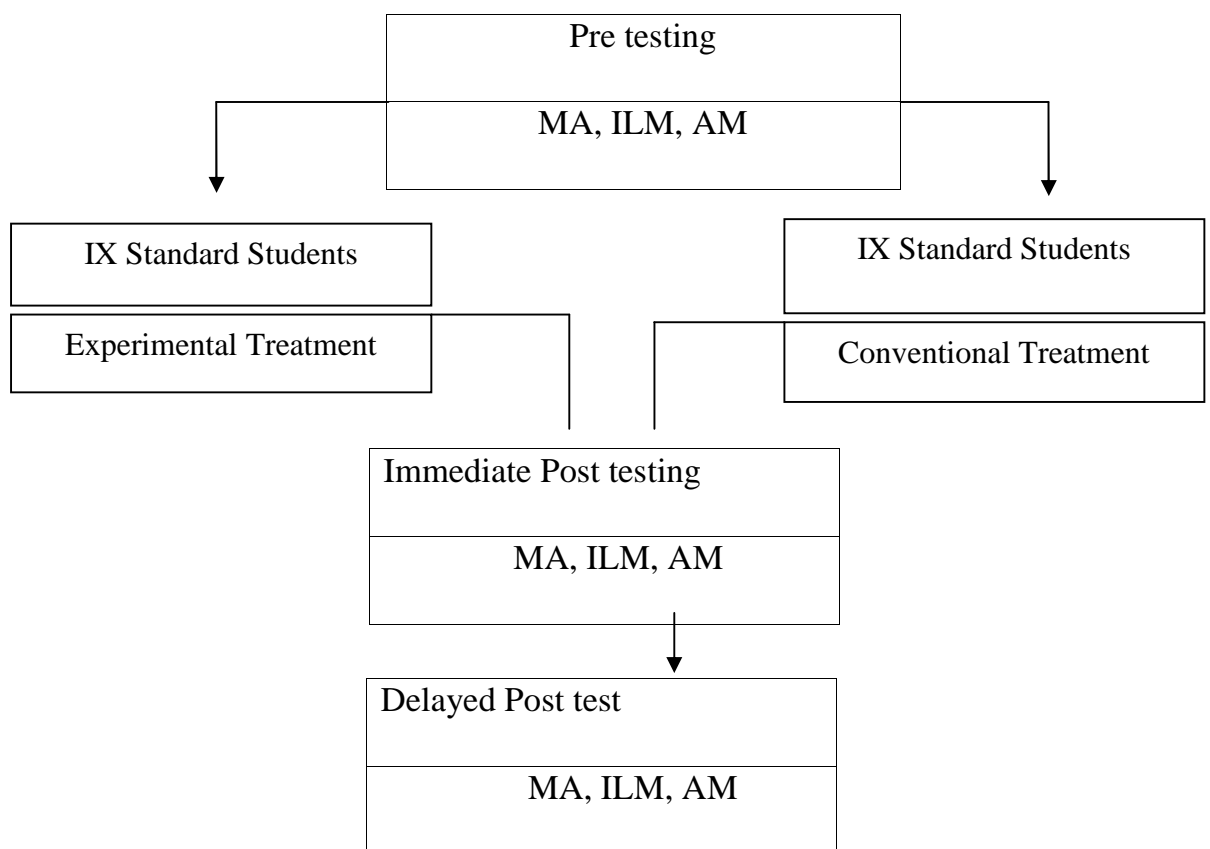 Pre testing
MA, ILM, AM
IX Standard Students
Experimental Treatment
IX Standard Students
Conventional Treatment
Immediate Post testing
MA, ILM, AM
Delayed Post test
MA, ILM, AM